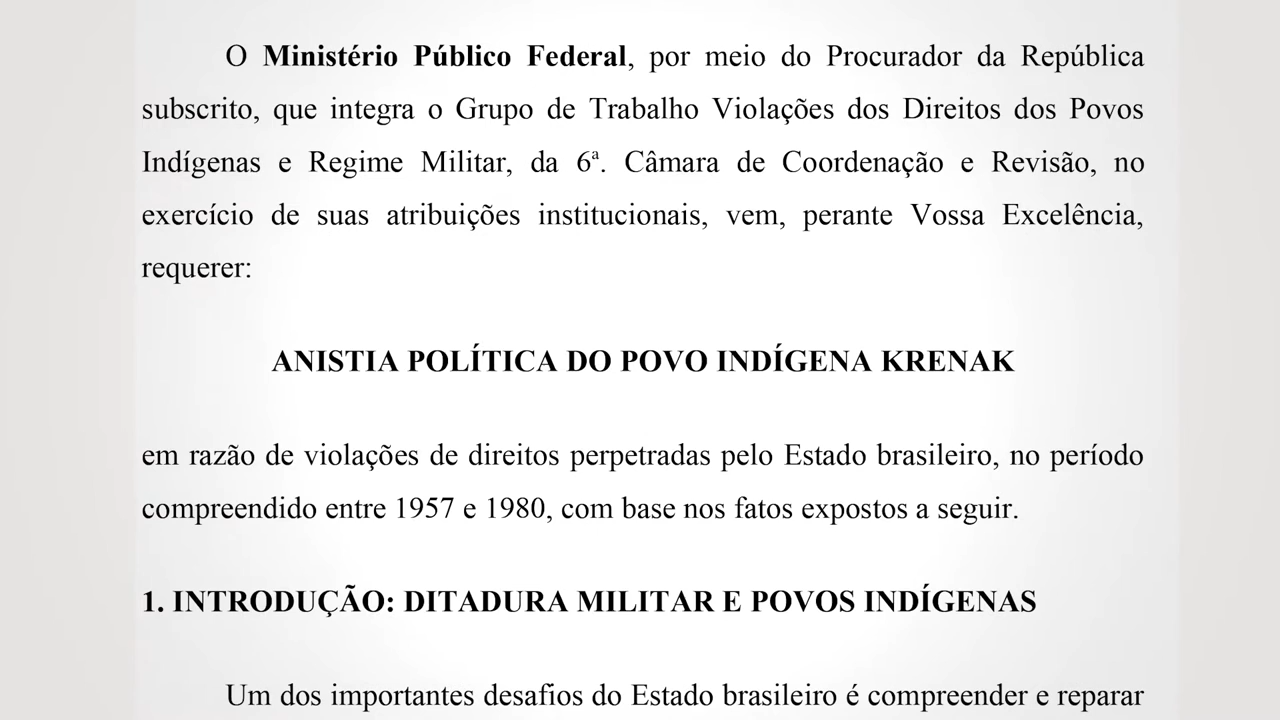 O Ministério Público Federal, por meio do Procurador da República
subscrito, que integra o Grupo de Trabalho Violações dos Direitos dos Povos
Indígenas e Regime Militar, da 6ª. Câmara de Coordenação e Revisão, no
exercício de suas atribuições institucionais, vem, perante Vossa Excelência,
requerer:
ANISTIA POLÍTICA DO POVO INDÍGENA KRENAK
em razão de violações de direitos perpetradas pelo Estado brasileiro, no período
compreendido entre 1957 e 1980, com base nos fatos expostos a seguir.
1. INTRODUÇÃO: DITADURA MILITAR E POVOS INDÍGENAS
Um dos importantes desafios do Estado brasileiro é compreender e reparar